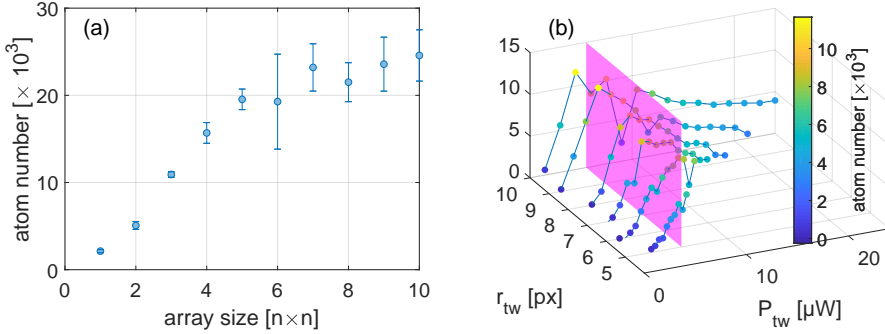 (a)
30
20
10
0
0 2 4 6 8 10
atom number [× 10³]
array size [n×n]
(b)
15
10
5
0
10
9
8
7
6
5
r_tw [px]
0
10
20
P_tw [µW]
10
8
6
4
2
0
atom number [×10³]